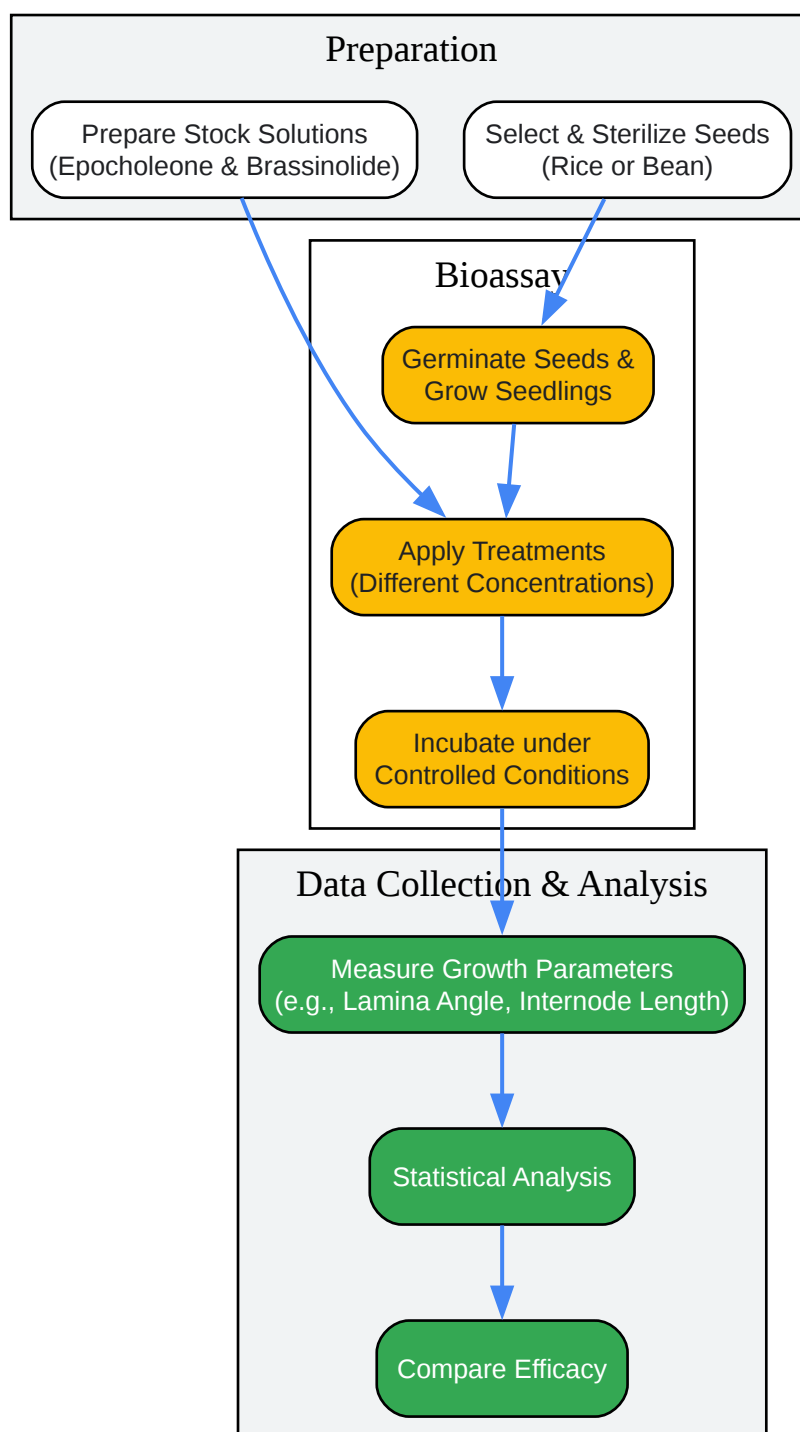 Preparation
Prepare Stock Solutions
(Epocholeone & Brassinolide)
Select & Sterilize Seeds
(Rice or Bean)
Bioassay
Germinate Seeds &
Grow Seedlings
Apply Treatments
(Different Concentrations)
Incubate under
Controlled Conditions
Data Collection & Analysis
Measure Growth Parameters
(e.g., Lamina Angle, Internode Length)
Statistical Analysis
Compare Efficacy